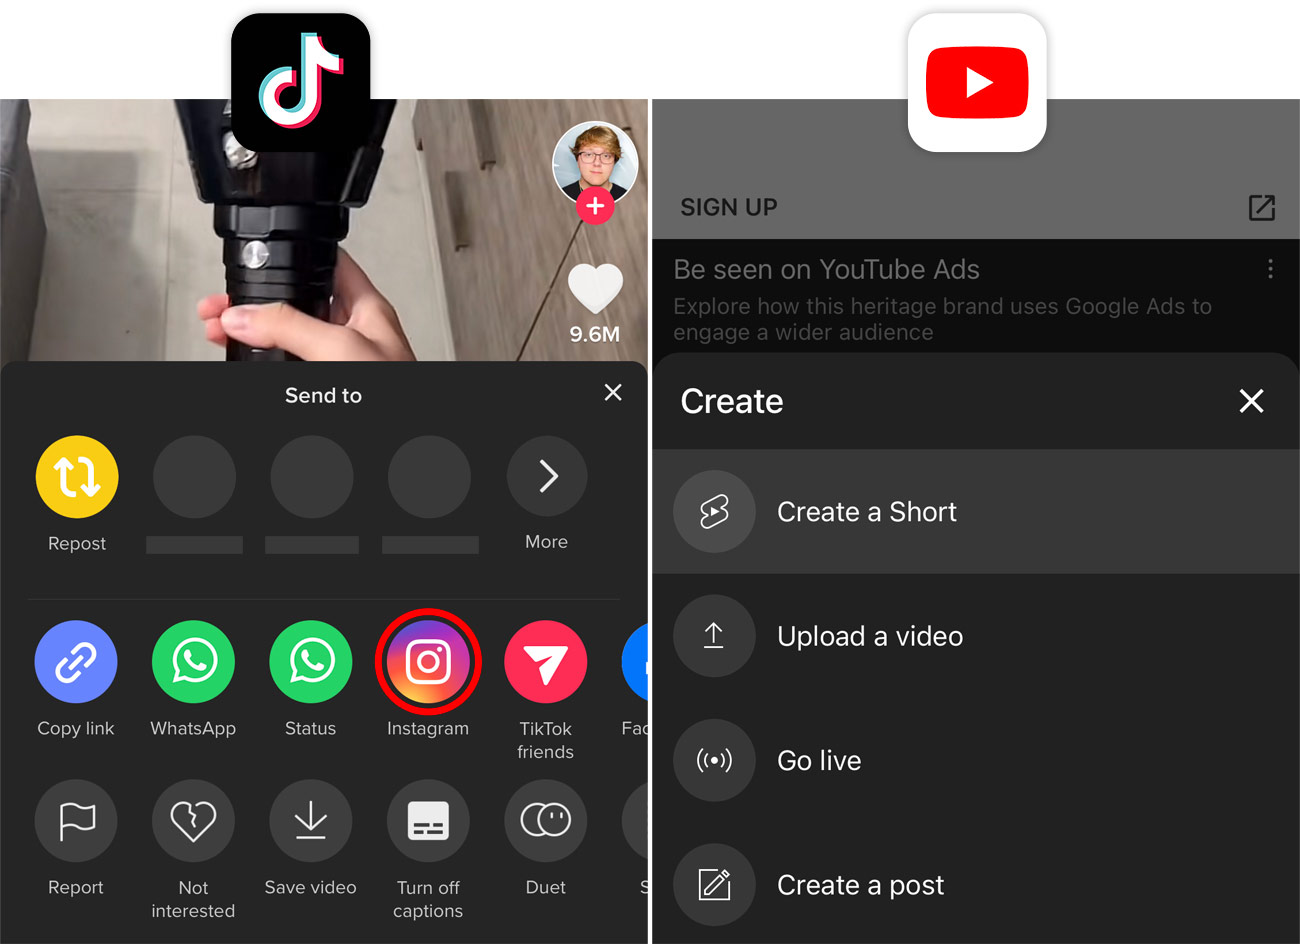 9.6M
Send to
Repost
More
Copy link
WhatsApp
Status
Instagram
TikTok
friends
Fac
Report
Not
interested
Save video
Turn off
captions
Duet
S
SIGN UP
Be seen on YouTube Ads
Explore how this heritage brand uses Google Ads to
engage a wider audience
Create
Create a Short
Upload a video
Go live
Create a post